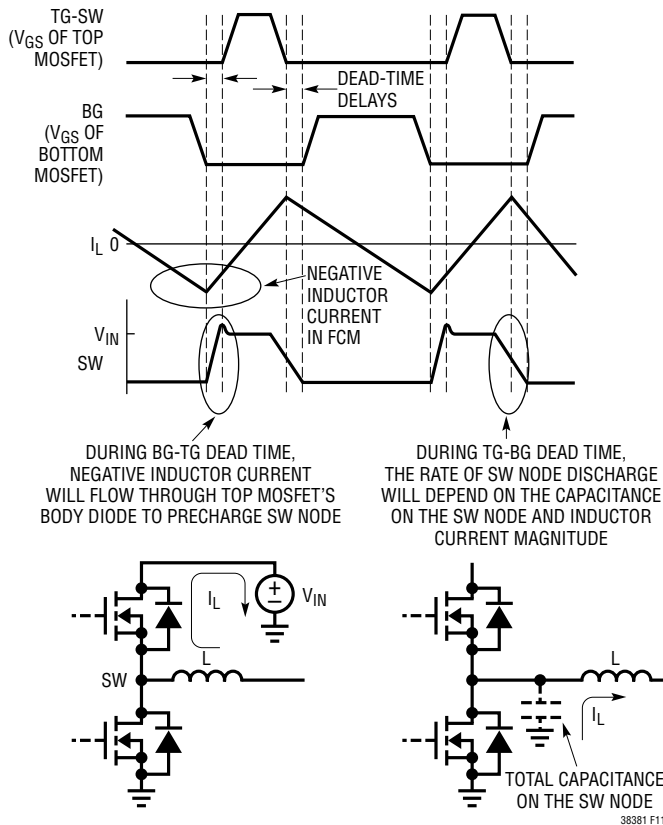 TG-SW
(VGS OF TOP
MOSFET)
DEAD-TIME
DELAYS
BG
(VGS OF
BOTTOM
MOSFET)
IL 0
NEGATIVE
INDUCTOR
CURRENT
IN FCM
VIN
SW
DURING BG-TG DEAD TIME,
NEGATIVE INDUCTOR CURRENT
WILL FLOW THROUGH TOP MOSFET'S
BODY DIODE TO PRECHARGE SW NODE
DURING TG-BG DEAD TIME,
THE RATE OF SW NODE DISCHARGE
WILL DEPEND ON THE CAPACITANCE
ON THE SW NODE AND INDUCTOR
CURRENT MAGNITUDE
IL
+
−
VIN
L
SW
L
IL
TOTAL CAPACITANCE
ON THE SW NODE
38381 F11